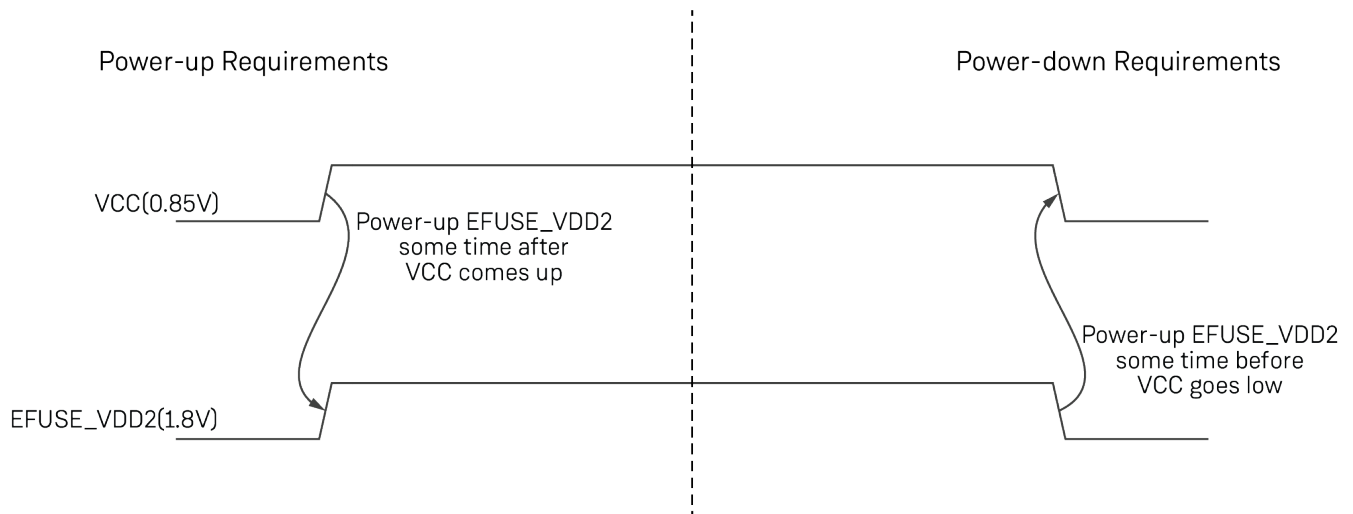 Power-up Requirements
Power-down Requirements
VCC(0.85V)
Power-up EFUSE_VDD2
some time after
VCC comes up
Power-up EFUSE_VDD2
some time before
VCC goes low
EFUSE_VDD2(1.8V)